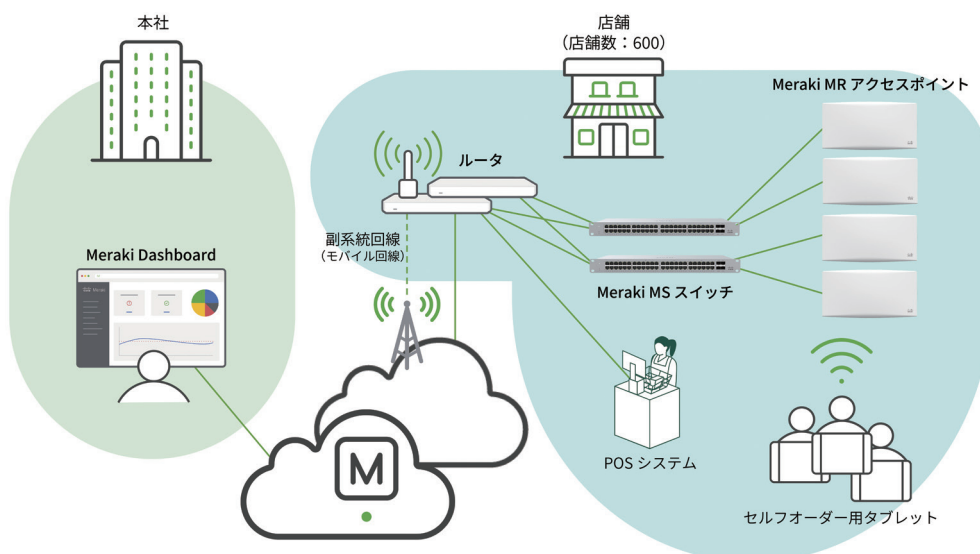 本社
店舗
（店舗数：600）
Meraki MR アクセスポイント
ルータ
副系統回線
（モバイル回線）
Meraki Dashboard
Meraki MS スイッチ
M
POS システム
セルフオーダー用タブレット